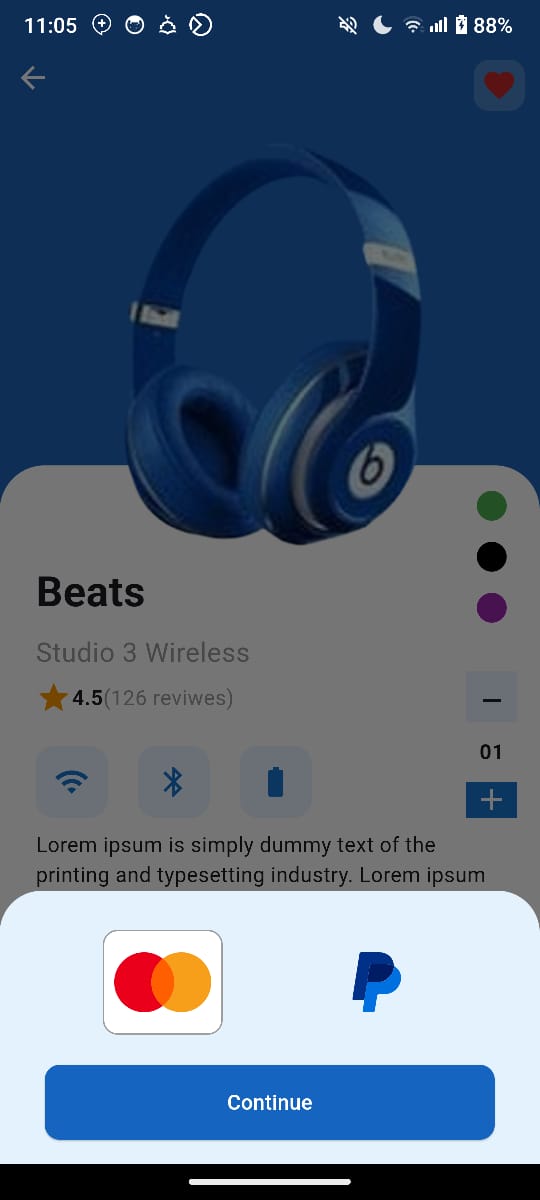 11:05
88%
Beats
Studio 3 Wireless
4.5(126 reviwes)
01
Lorem ipsum is simply dummy text of the
printing and typesetting industry. Lorem ipsum
Continue